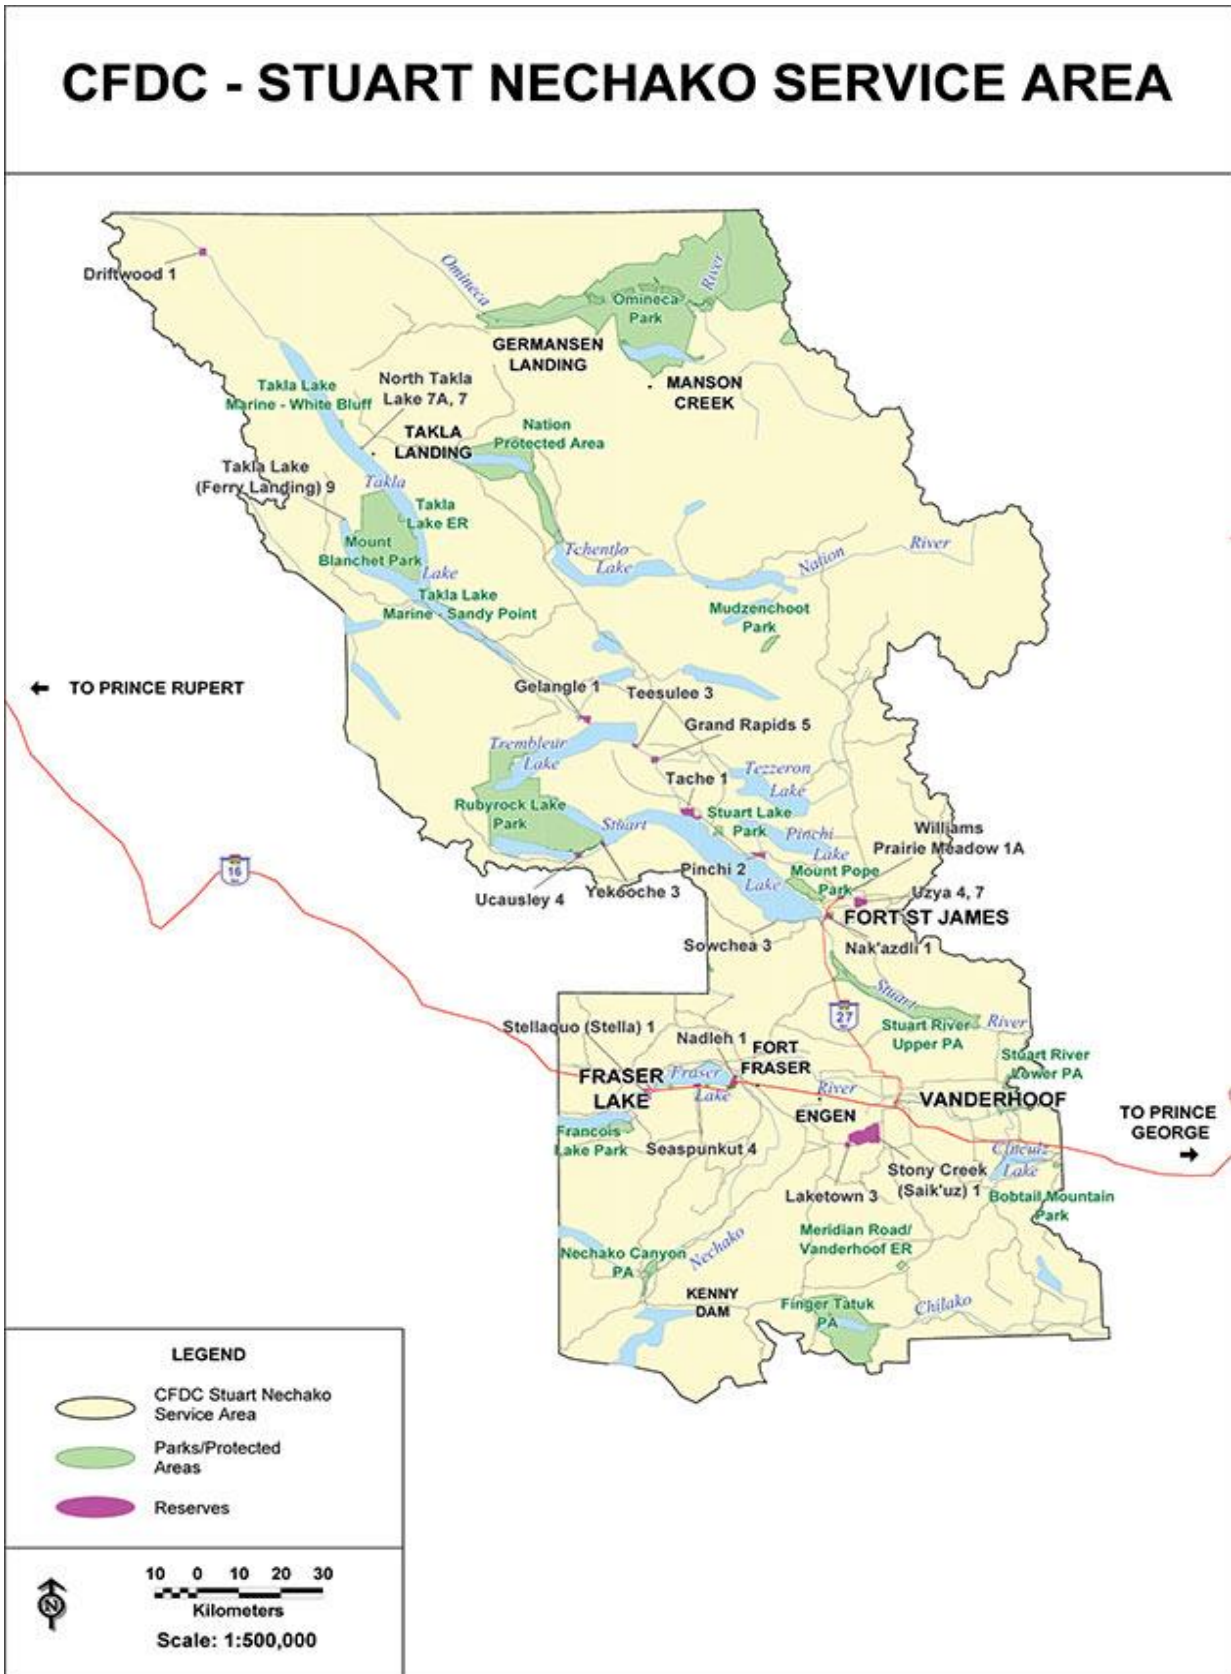 CFDC - STUART NECHAKO SERVICE AREA
Driftwood 1
Omineca
River
Omineca
Park
GERMANSEN
LANDING
MANSON
CREEK
Takla Lake
Marine - White Bluff
North Takla
Lake 7A, 7
TAKLA
LANDING
Nation
Protected Area
Takla Lake
(Ferry Landing) 9
Takla
Takla
Lake ER
Mount
Blanchet Park
Lake
Takla Lake
Marine - Sandy Point
Tchentlo
Lake
Nation
River
Mudzenchoot
Park
TO PRINCE RUPERT
Gelangle 1
Teesulee 3
Grand Rapids 5
Trembleur
Lake
Tezzeron
Lake
Tache 1
Rubyrock Lake
Park
Stuart
Stuart Lake
Park
Pinchi
Lake
Williams
Prairie Meadow 1A
Pinchi 2
Lake
Mount Pope
Park
16
Ucausley 4
Yekooche 3
Uzya 4, 7
FORT ST JAMES
Sowchea 3
Nak'azdli 1
Stuart
River
27
Stuart River
Upper PA
Stellaquo (Stella) 1
Nadleh 1
FORT
FRASER
Stuart River
Lower PA
FRASER
LAKE
Fraser
Lake
River
VANDERHOOF
ENGEN
TO PRINCE
GEORGE
Francois
Lake Park
Seaspunkut 4
Cluculz
Lake
Stony Creek
(Saik'uz) 1
Laketown 3
Bobtail Mountain
Park
Nechako
Meridian Road/
Vanderhoof ER
Nechako Canyon
PA
KENNY
DAM
Finger Tatuk
PA
Chilako
LEGEND
CFDC Stuart Nechako
Service Area
Parks/Protected
Areas
Reserves
N
10 0 10 20 30
Kilometers
Scale: 1:500,000